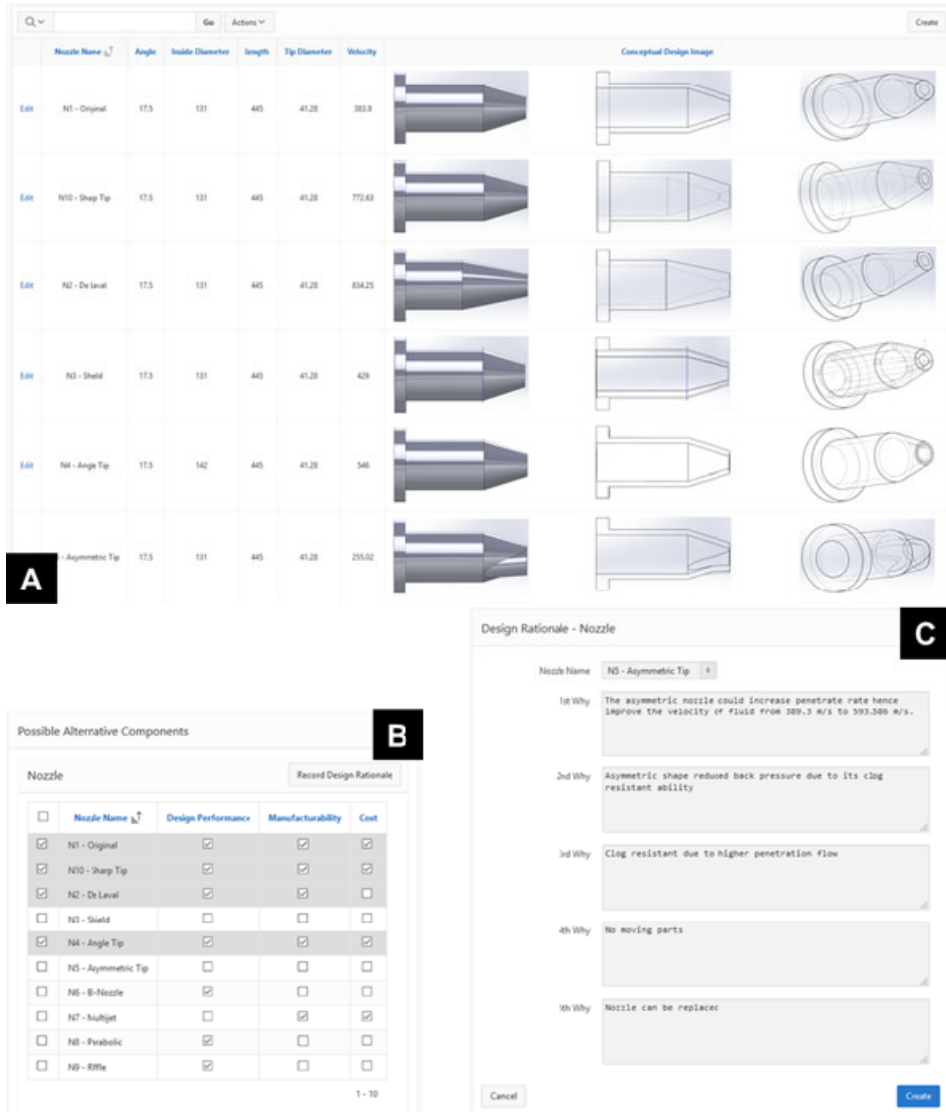 Go Actions Create
Nozzle Name Angle Inside Diameter length Tip Diameter Velocity Conceptual Design Image
Edit N1 - Original 17.5 131 445 41.28 383.9
Edit N10 - Shap Tip 17.5 131 445 41.28 772.63
Edit N2 - De laval 17.5 131 445 41.28 834.25
Edit N3 - Sheld 17.5 131 445 41.28 429
Edit N4 - Ange Tip 17.5 142 445 41.28 546
- Asymmetric Tip 17.5 131 445 41.28 255.02
A
Design Rationale - Nozzle
C
Nozzle Name N5 - Asymmetric Tip
1st Why The asymmetric nozzle could increase penetrate rate hence
improve the velocity of fluid from 389.3 m/s to 593.586 m/s.
2nd Why Asymmetric shape reduced back pressure due to its clog
resistant ability
3rd Why Clog resistant due to higher penetration flow
4th Why No moving parts
5th Why Nozzle can be replaced
Cancel Create
Possible Alternative Components
B
Nozzle Record Design Rationale
Nozzle Name Design Performance Manufacturability Cost
N1 - Original
N10 - Sharp Tip
N2 - De Laval
N3 - Shield
N4 - Angle Tip
N5 - Asymmetric Tip
N6 - Bi-Nozzle
N7 - Multijet
N8 - Parabolic
N9 - Riffle
1 - 10